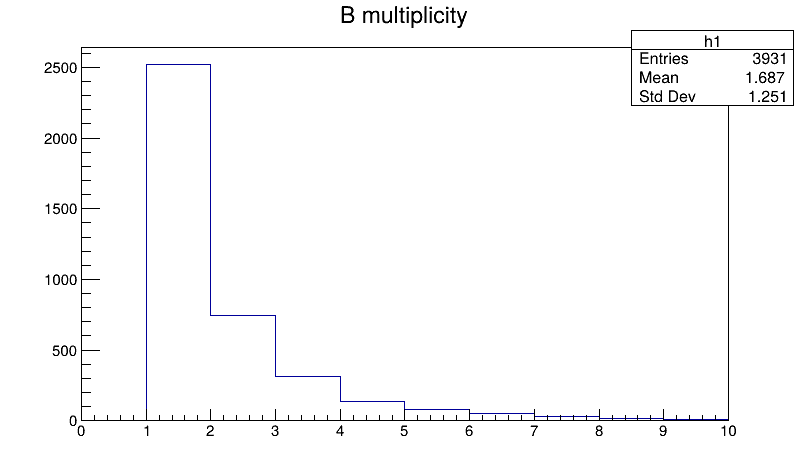 B multiplicity
h1
Entries 3931
Mean 1.687
Std Dev 1.251
2500
2000
1500
1000
500
0
0 1 2 3 4 5 6 7 8 9 10